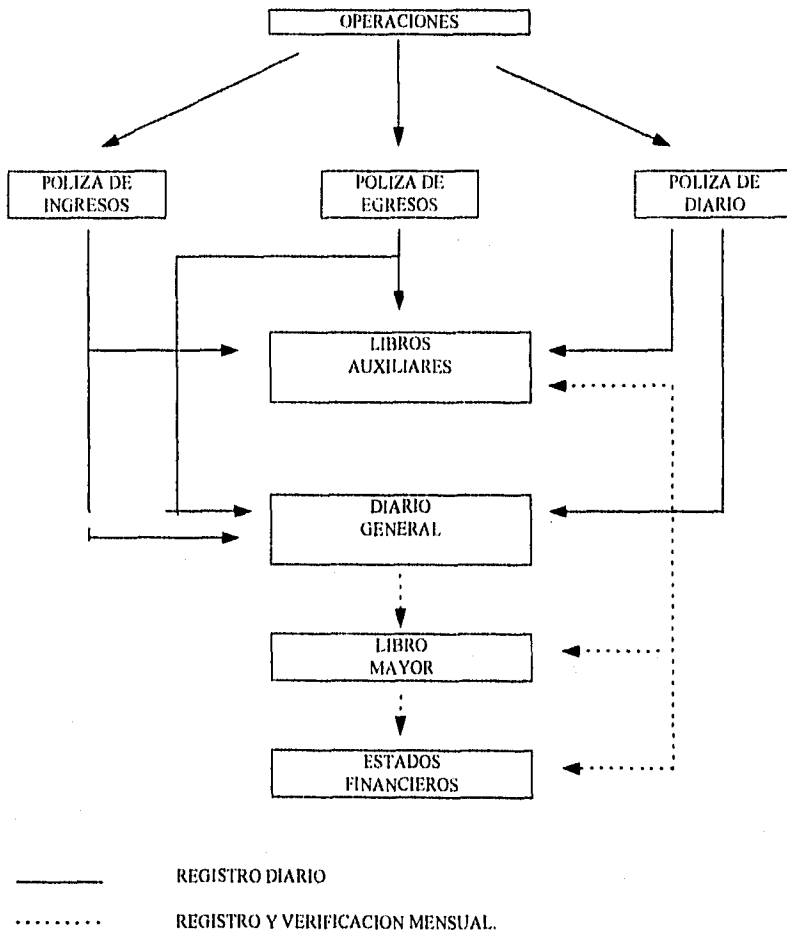 OPERACIONES
POLIZA DE
INGRESOS
POLIZA DE
EGRESOS
POLIZA DE
DIARIO
LIBROS
AUXILIARES
DIARIO
GENERAL
LIBRO
MAYOR
ESTADOS
FINANCIEROS
REGISTRO DIARIO
REGISTRO Y VERIFICACION MENSUAL.